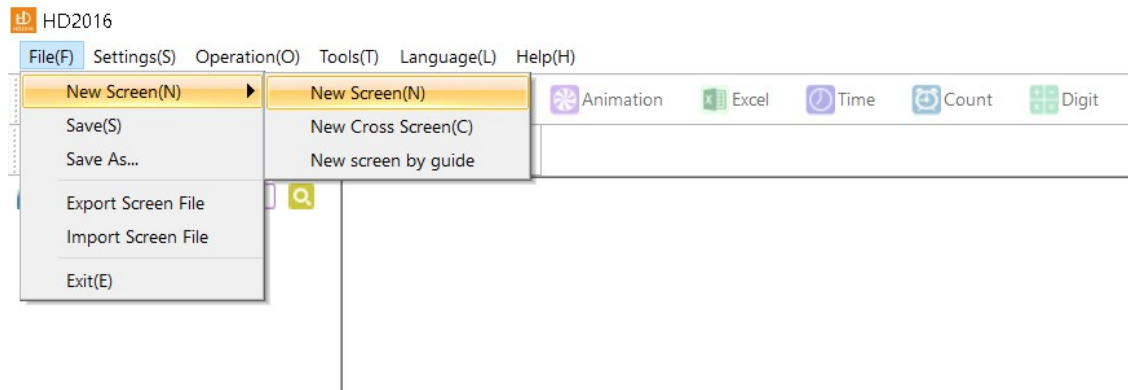 HD2016
File(F) Settings(S) Operation(O) Tools(T) Language(L) Help(H)
New Screen(N) New Screen(N) Animation Excel Time Count Digit
Save(S) New Cross Screen(C)
Save As... New screen by guide
Export Screen File
Import Screen File
Exit(E)